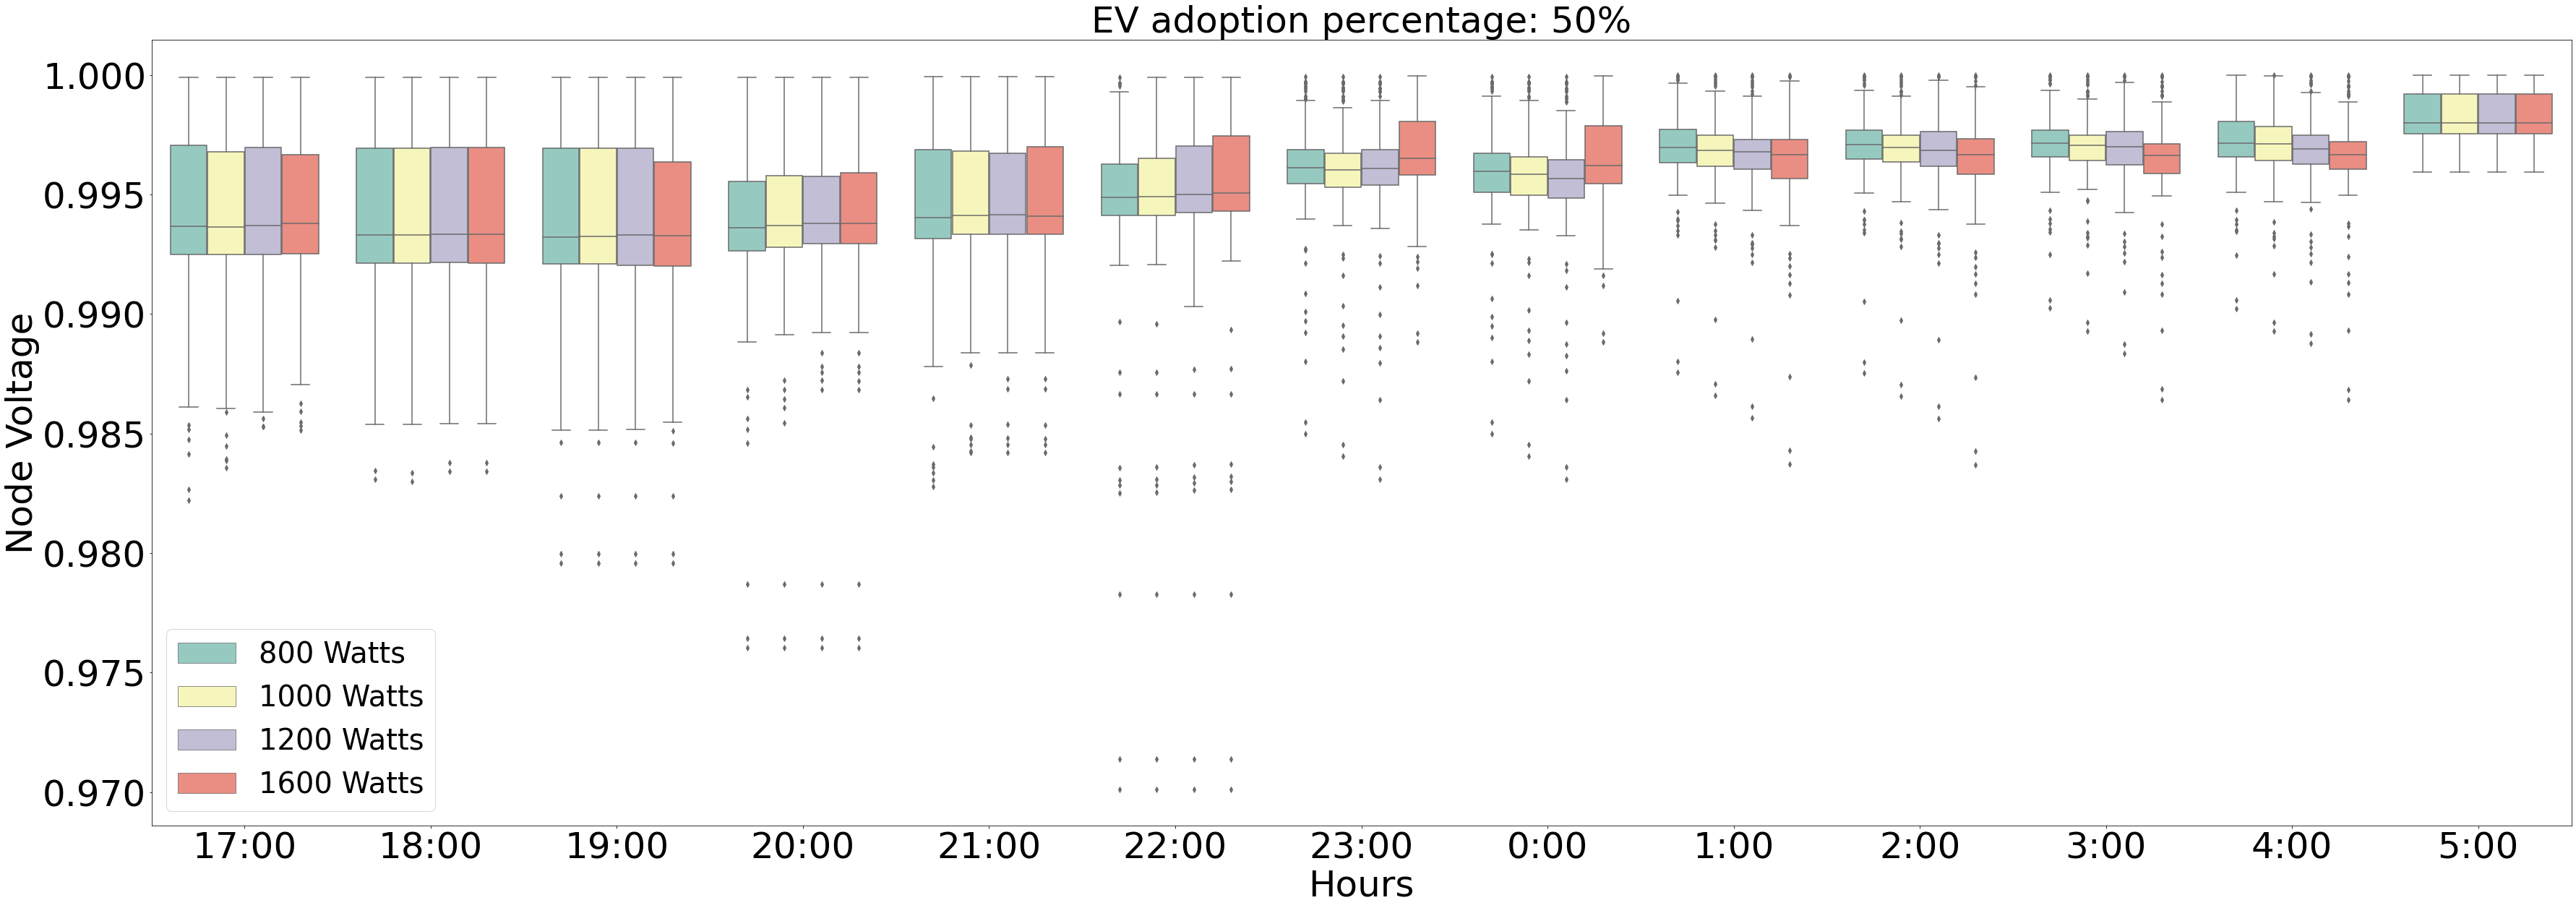 EV adoption percentage: 50%
Node Voltage
1.000
0.995
0.990
0.985
0.980
0.975
0.970
800 Watts
1000 Watts
1200 Watts
1600 Watts
17:00 18:00 19:00 20:00 21:00 22:00 23:00 0:00 1:00 2:00 3:00 4:00 5:00
Hours